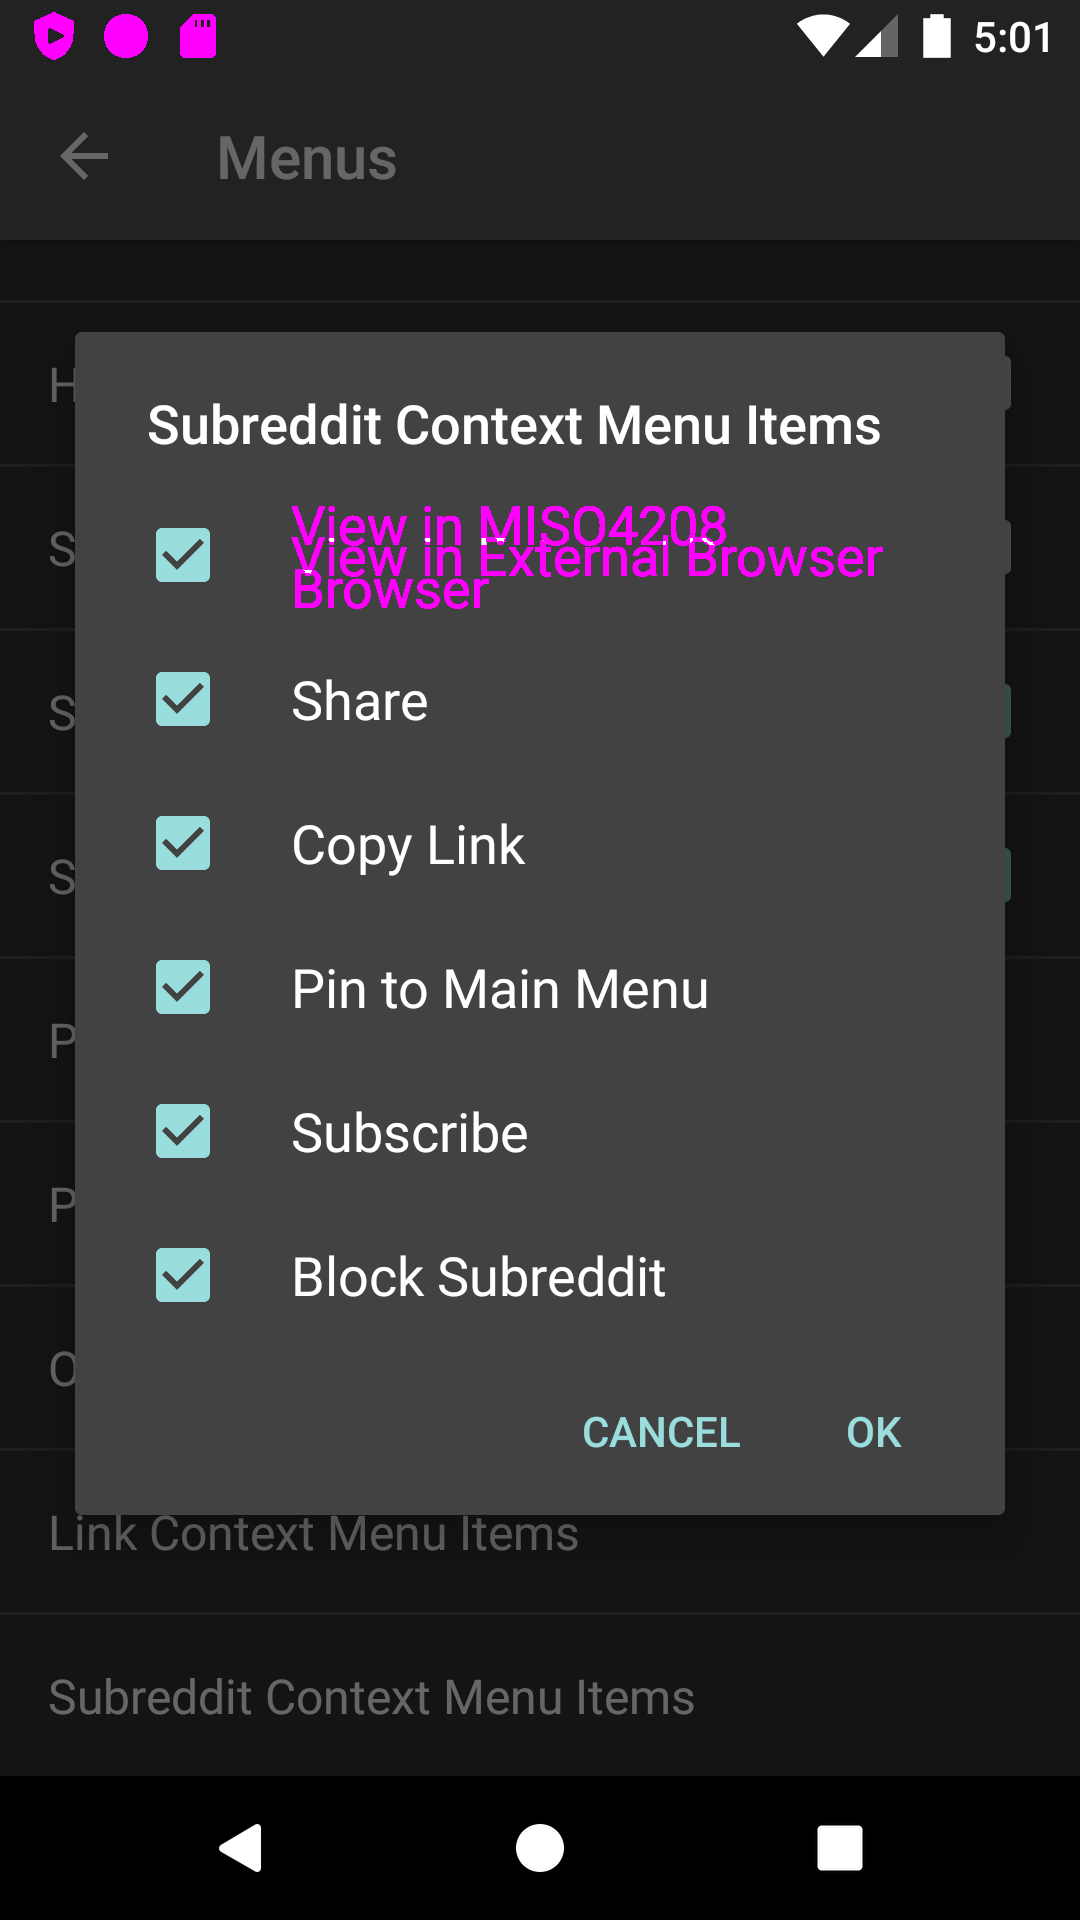 5:01
Menus
H
Subreddit Context Menu Items
View in MISO4208
View in External Browser
Browser
S
Share
S
Copy Link
S
Pin to Main Menu
P
Subscribe
P
Block Subreddit
O
CANCEL OK
Link Context Menu Items
Subreddit Context Menu Items